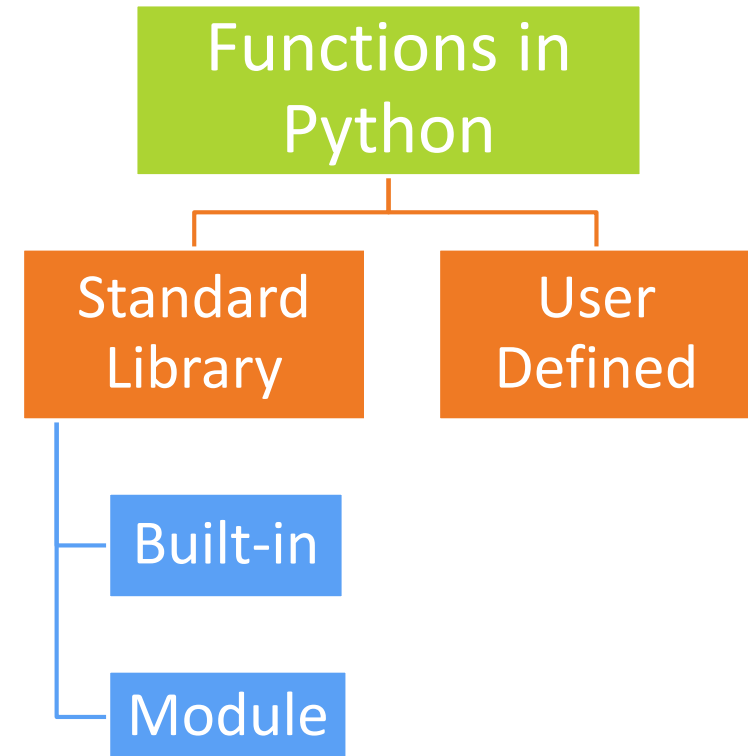 Functions in
Python
Standard
Library
User
Defined
Built-in
Module